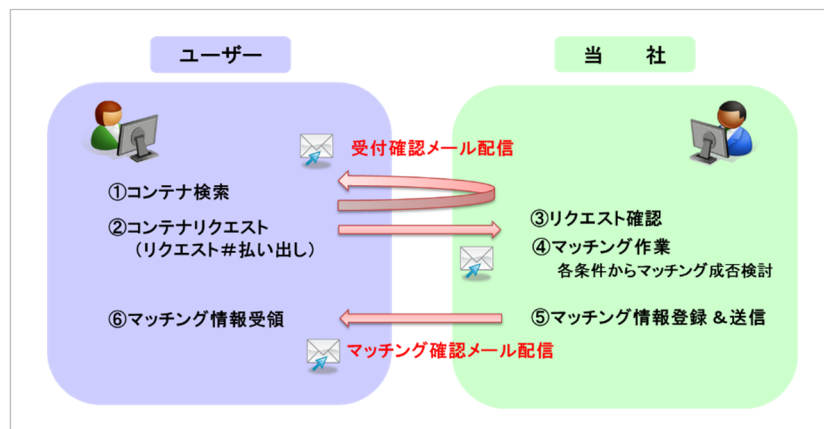 ユーザー
当　　社
受付確認メール配信
①コンテナ検索
②コンテナリクエスト
（リクエスト＃払い出し）
③リクエスト確認
④マッチング作業
各条件からマッチング成否検討
⑥マッチング情報受領
⑤マッチング情報登録 ＆送信
マッチング確認メール配信